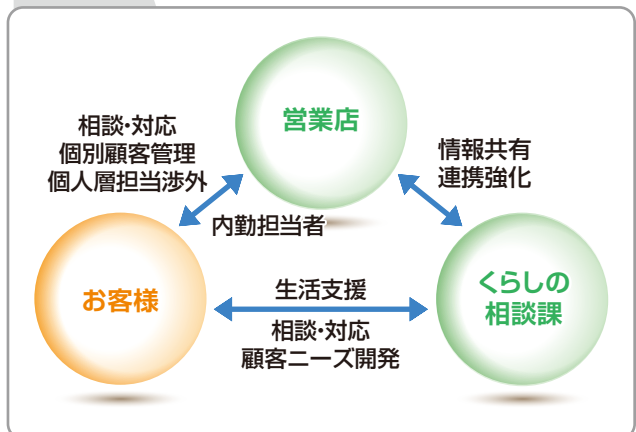 営業店
相談・対応
個別顧客管理
個人層担当渉外
情報共有
連携強化
内勤担当者
お客様
生活支援
相談・対応
顧客ニーズ開発
くらしの
相談課